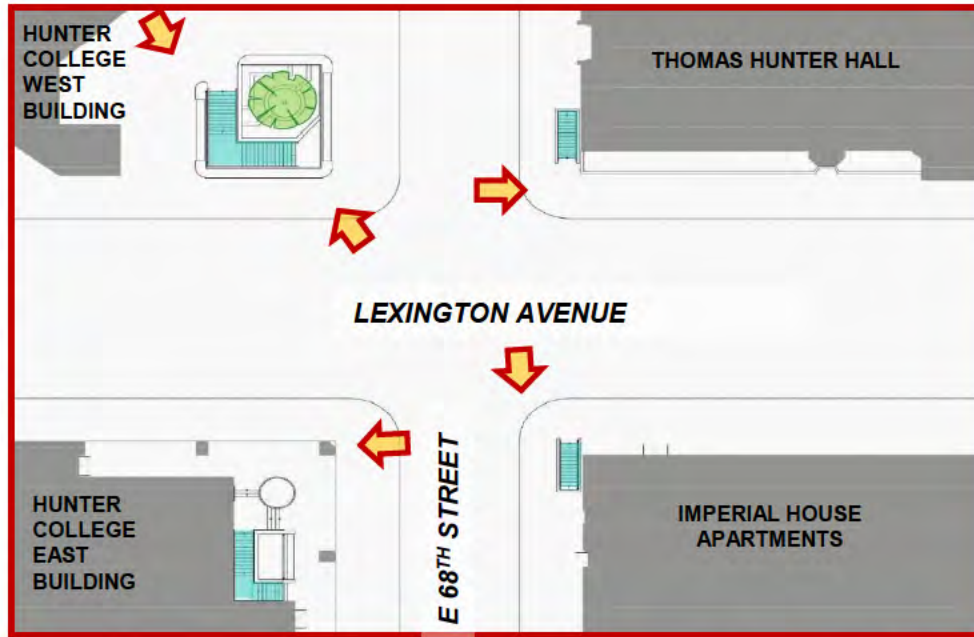 HUNTER
COLLEGE
WEST
BUILDING
THOMAS HUNTER HALL
LEXINGTON AVENUE
E 68TH STREET
HUNTER
COLLEGE
EAST
BUILDING
IMPERIAL HOUSE
APARTMENTS